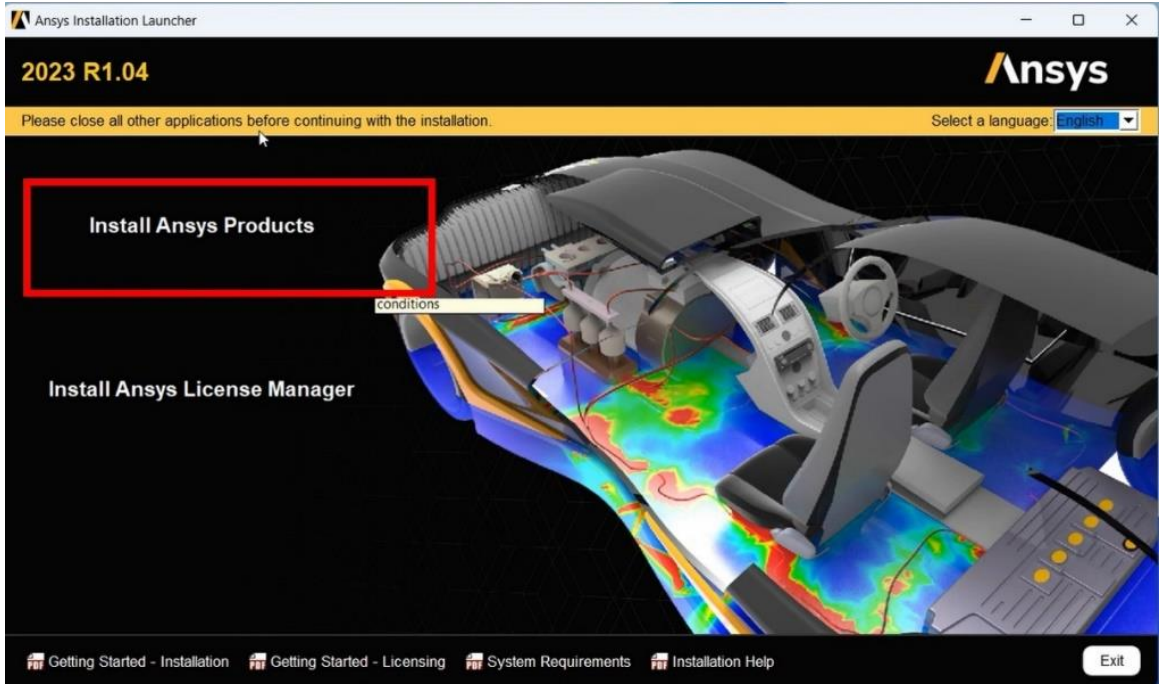 Ansys Installation Launcher
2023 R1.04
Ansys
Please close all other applications before continuing with the installation.
Select a language: English
Install Ansys Products
conditions
Install Ansys License Manager
Getting Started - Installation
Getting Started - Licensing
System Requirements
Installation Help
Exit